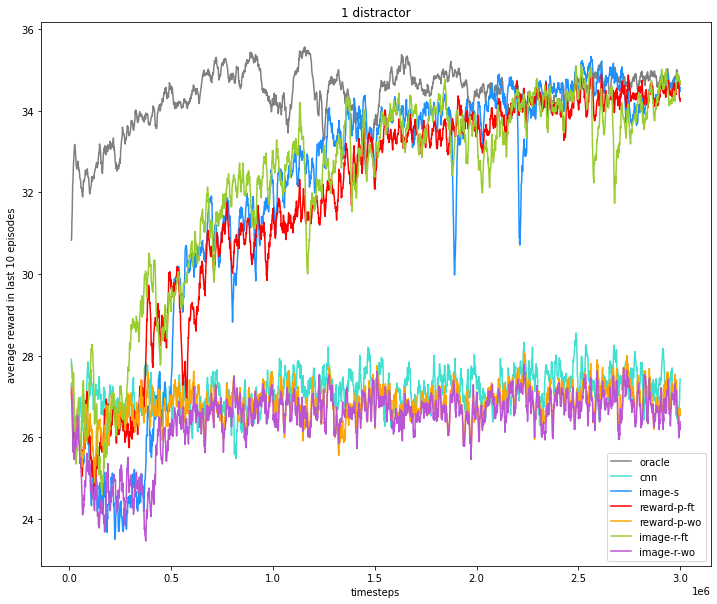 1 distractor
average reward in last 10 episodes
36
34
32
30
28
26
24
oracle
cnn
image-s
reward-p-ft
reward-p-wo
image-r-ft
image-r-wo
0.0 0.5 1.0 1.5 2.0 2.5 3.0
1e6
timesteps